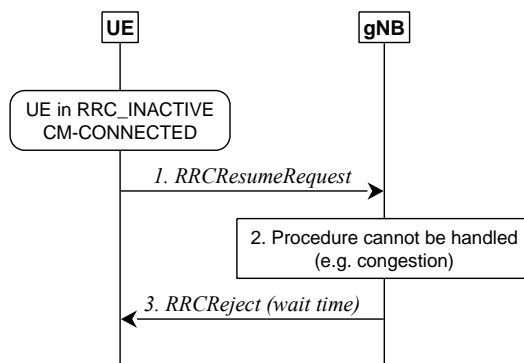 UE
gNB
UE in RRC_INACTIVE
CM-CONNECTED
1. RRCResumeRequest
2. Procedure cannot be handled
(e.g. congestion)
3. RRCReject (wait time)